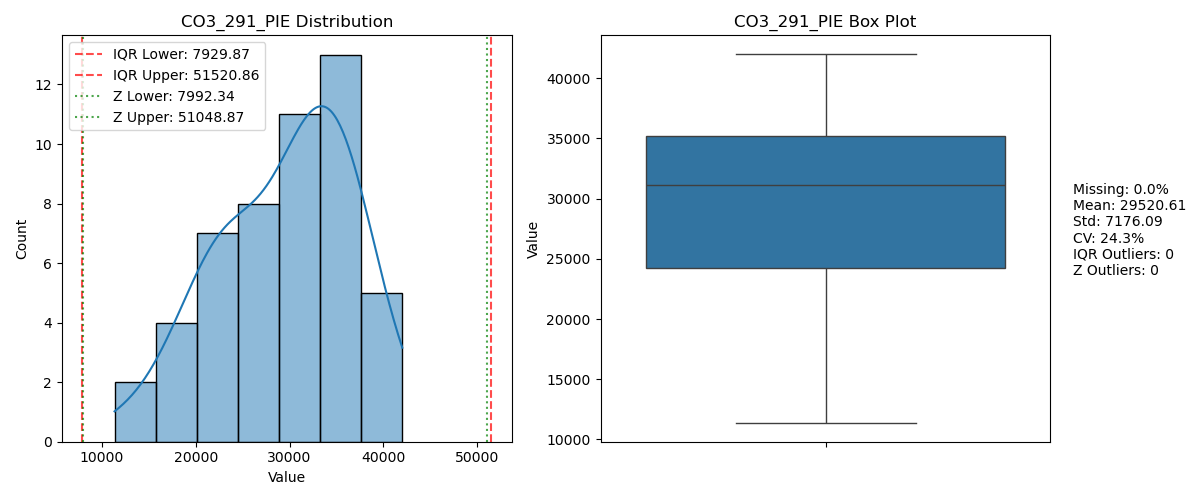 CO3_291_PIE Distribution
IQR Lower: 7929.87
IQR Upper: 51520.86
Z Lower: 7992.34
Z Upper: 51048.87
12
10
8
6
4
2
0
Count
10000
20000
30000
40000
50000
Value
CO3_291_PIE Box Plot
40000
35000
30000
25000
20000
15000
10000
Value
Missing: 0.0%
Mean: 29520.61
Std: 7176.09
CV: 24.3%
IQR Outliers: 0
Z Outliers: 0